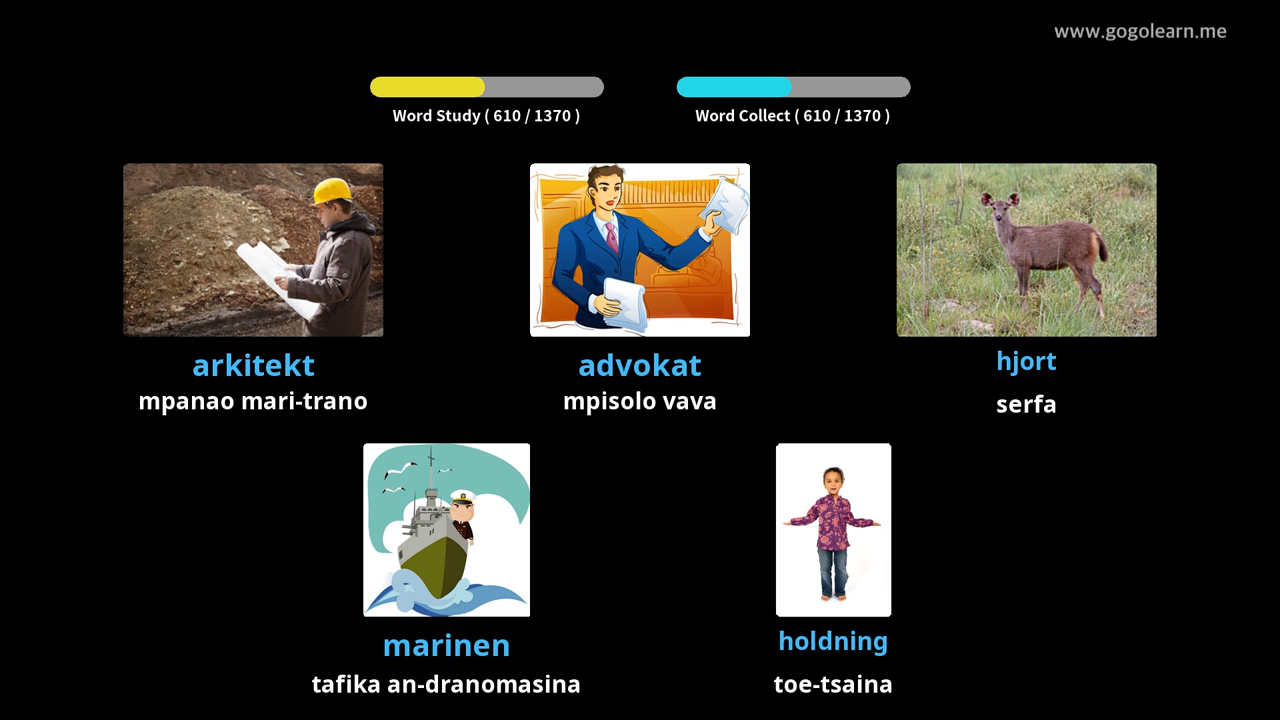 www.gogolearn.me
Word Study ( 610 / 1370 )
Word Collect ( 610 / 1370 )
arkitekt
mpanao mari-trano
advokat
mpisolo vava
hjort
serfa
marinen
tafika an-dranomasina
holdning
toe-tsaina